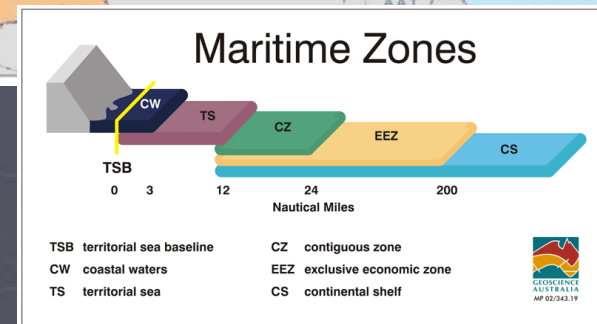 Maritime Zones
CW
TS
CZ
EEZ
CS
TSB
0 3 12 24 200
Nautical Miles
TSB territorial sea baseline
CW coastal waters
TS territorial sea
CZ contiguous zone
EEZ exclusive economic zone
CS continental shelf
GEOSCIENCE
AUSTRALIA
MP 02/343.19